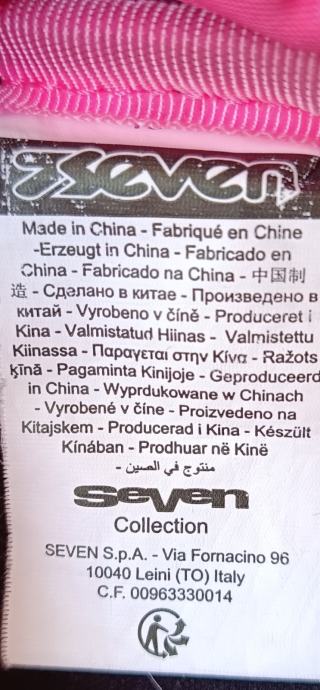 seven
Made in China - Fabriqué en Chine
-Erzeugt in China - Fabricado en
China - Fabricado na China - 中国制
造 - Сделано в китае - Произведено в
китай - Vyrobeno v číně - Produceret i
Kina - Valmistatud Hiinas - Valmistettu
Kiinassa - Παραγεται στην Κίνα - Ražots
ķīnā - Pagaminta Kinijoje - Geproduceerd
in China - Wyprdukowane w Chinach
- Vyrobené v číne - Proizvedeno na
Kitajskem - Producerad i Kina - Készült
Kínában - Prodhuar në Kinë
منتوج في الصين -
seven
Collection
SEVEN S.p.A. - Via Fornacino 96
10040 Leini (TO) Italy
C.F. 00963330014